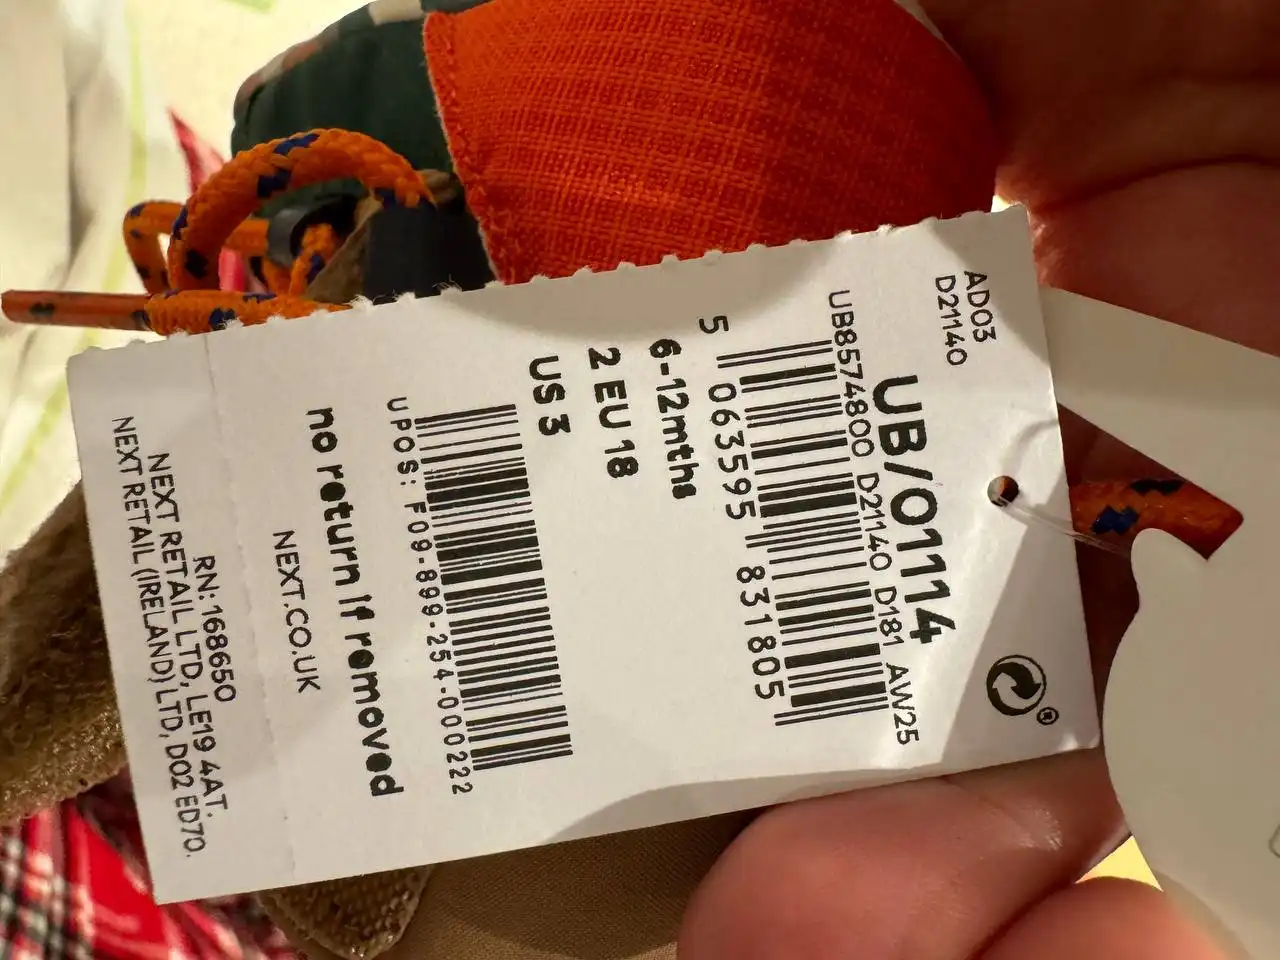 AD03
D21140
®
UB/0114
UB8574800 D21140 D181 AW25
5 063595 831805
6-12mths
2 EU 18
US 3
UPOS: F09-899-254-000222
no return if removed
NEXT.CO.UK
RN: 168650
NEXT RETAIL LTD, LE19 4AT.
NEXT RETAIL (IRELAND) LTD, D02 ED70.